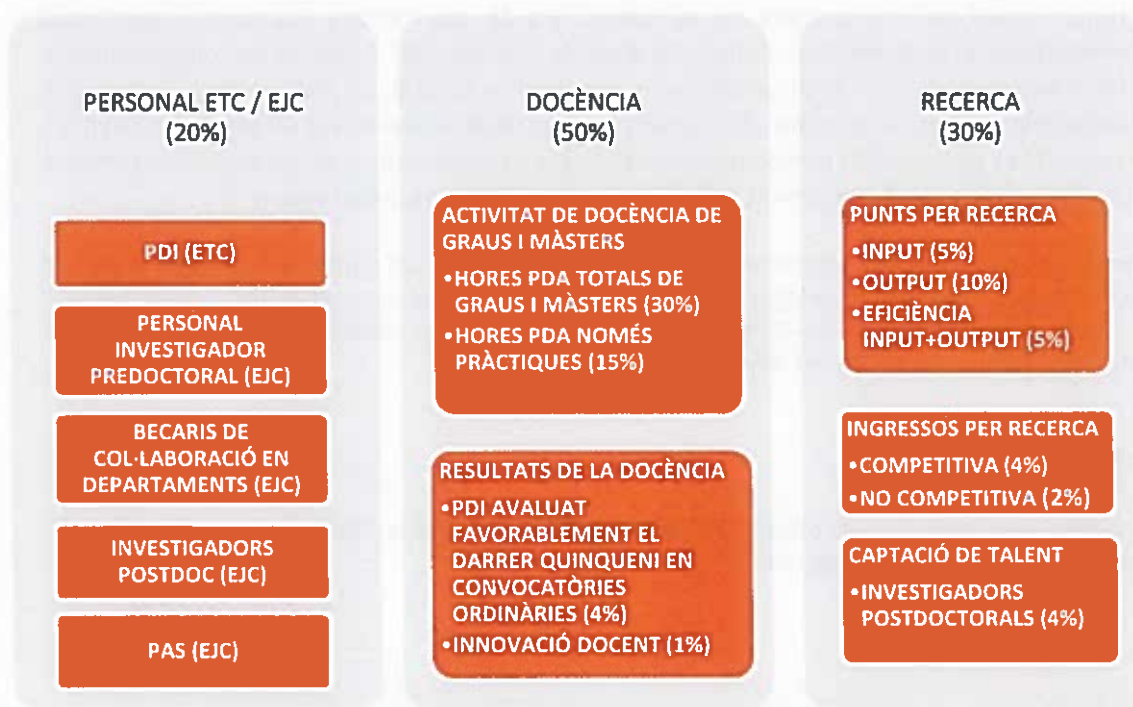 PERSONAL ETC / EJC
(20%)
PDI (ETC)
PERSONAL
INVESTIGADOR
PREDOCTORAL (EJC)
BECARIS DE
COL·LABORACIÓ EN
DEPARTAMENTS (EJC)
INVESTIGADORS
POSTDOC (EJC)
PAS (EJC)
DOCÈNCIA
(50%)
ACTIVITAT DE DOCÈNCIA DE
GRAUS I MÀSTERS
•HORES PDA TOTALS DE
GRAUS I MÀSTERS (30%)
•HORES PDA NOMÉS
PRÀCTIQUES (15%)
RESULTATS DE LA DOCÈNCIA
•PDI AVALUAT
FAVORABLEMENT EL
DARRER QUINQUENI EN
CONVOCATÒRIES
ORDINÀRIES (4%)
•INNOVACIÓ DOCENT (1%)
RECERCA
(30%)
PUNTS PER RECERCA
•INPUT (5%)
•OUTPUT (10%)
•EFICIÈNCIA
INPUT+OUTPUT (5%)
INGRESSOS PER RECERCA
•COMPETITIVA (4%)
•NO COMPETITIVA (2%)
CAPTACIÓ DE TALENT
•INVESTIGADORS
POSTDOCTORALS (4%)